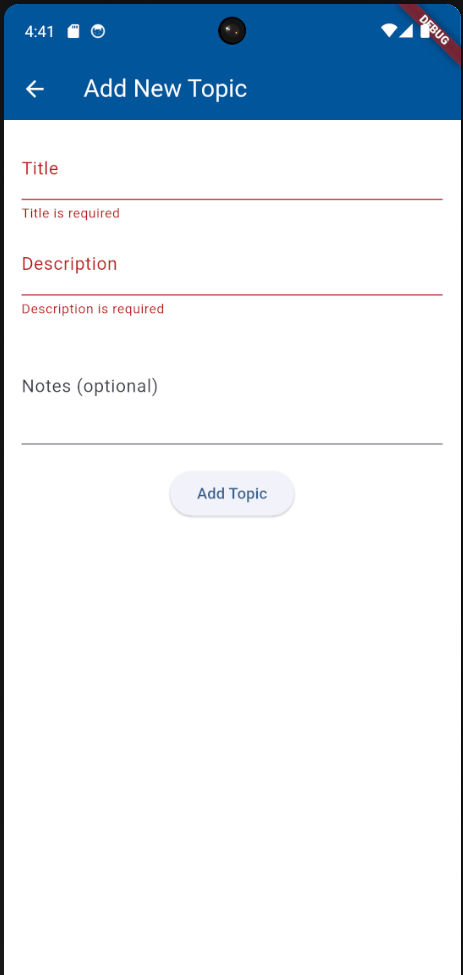 4:41
DEBUG
Add New Topic
Title
Title is required
Description
Description is required
Notes (optional)
Add Topic